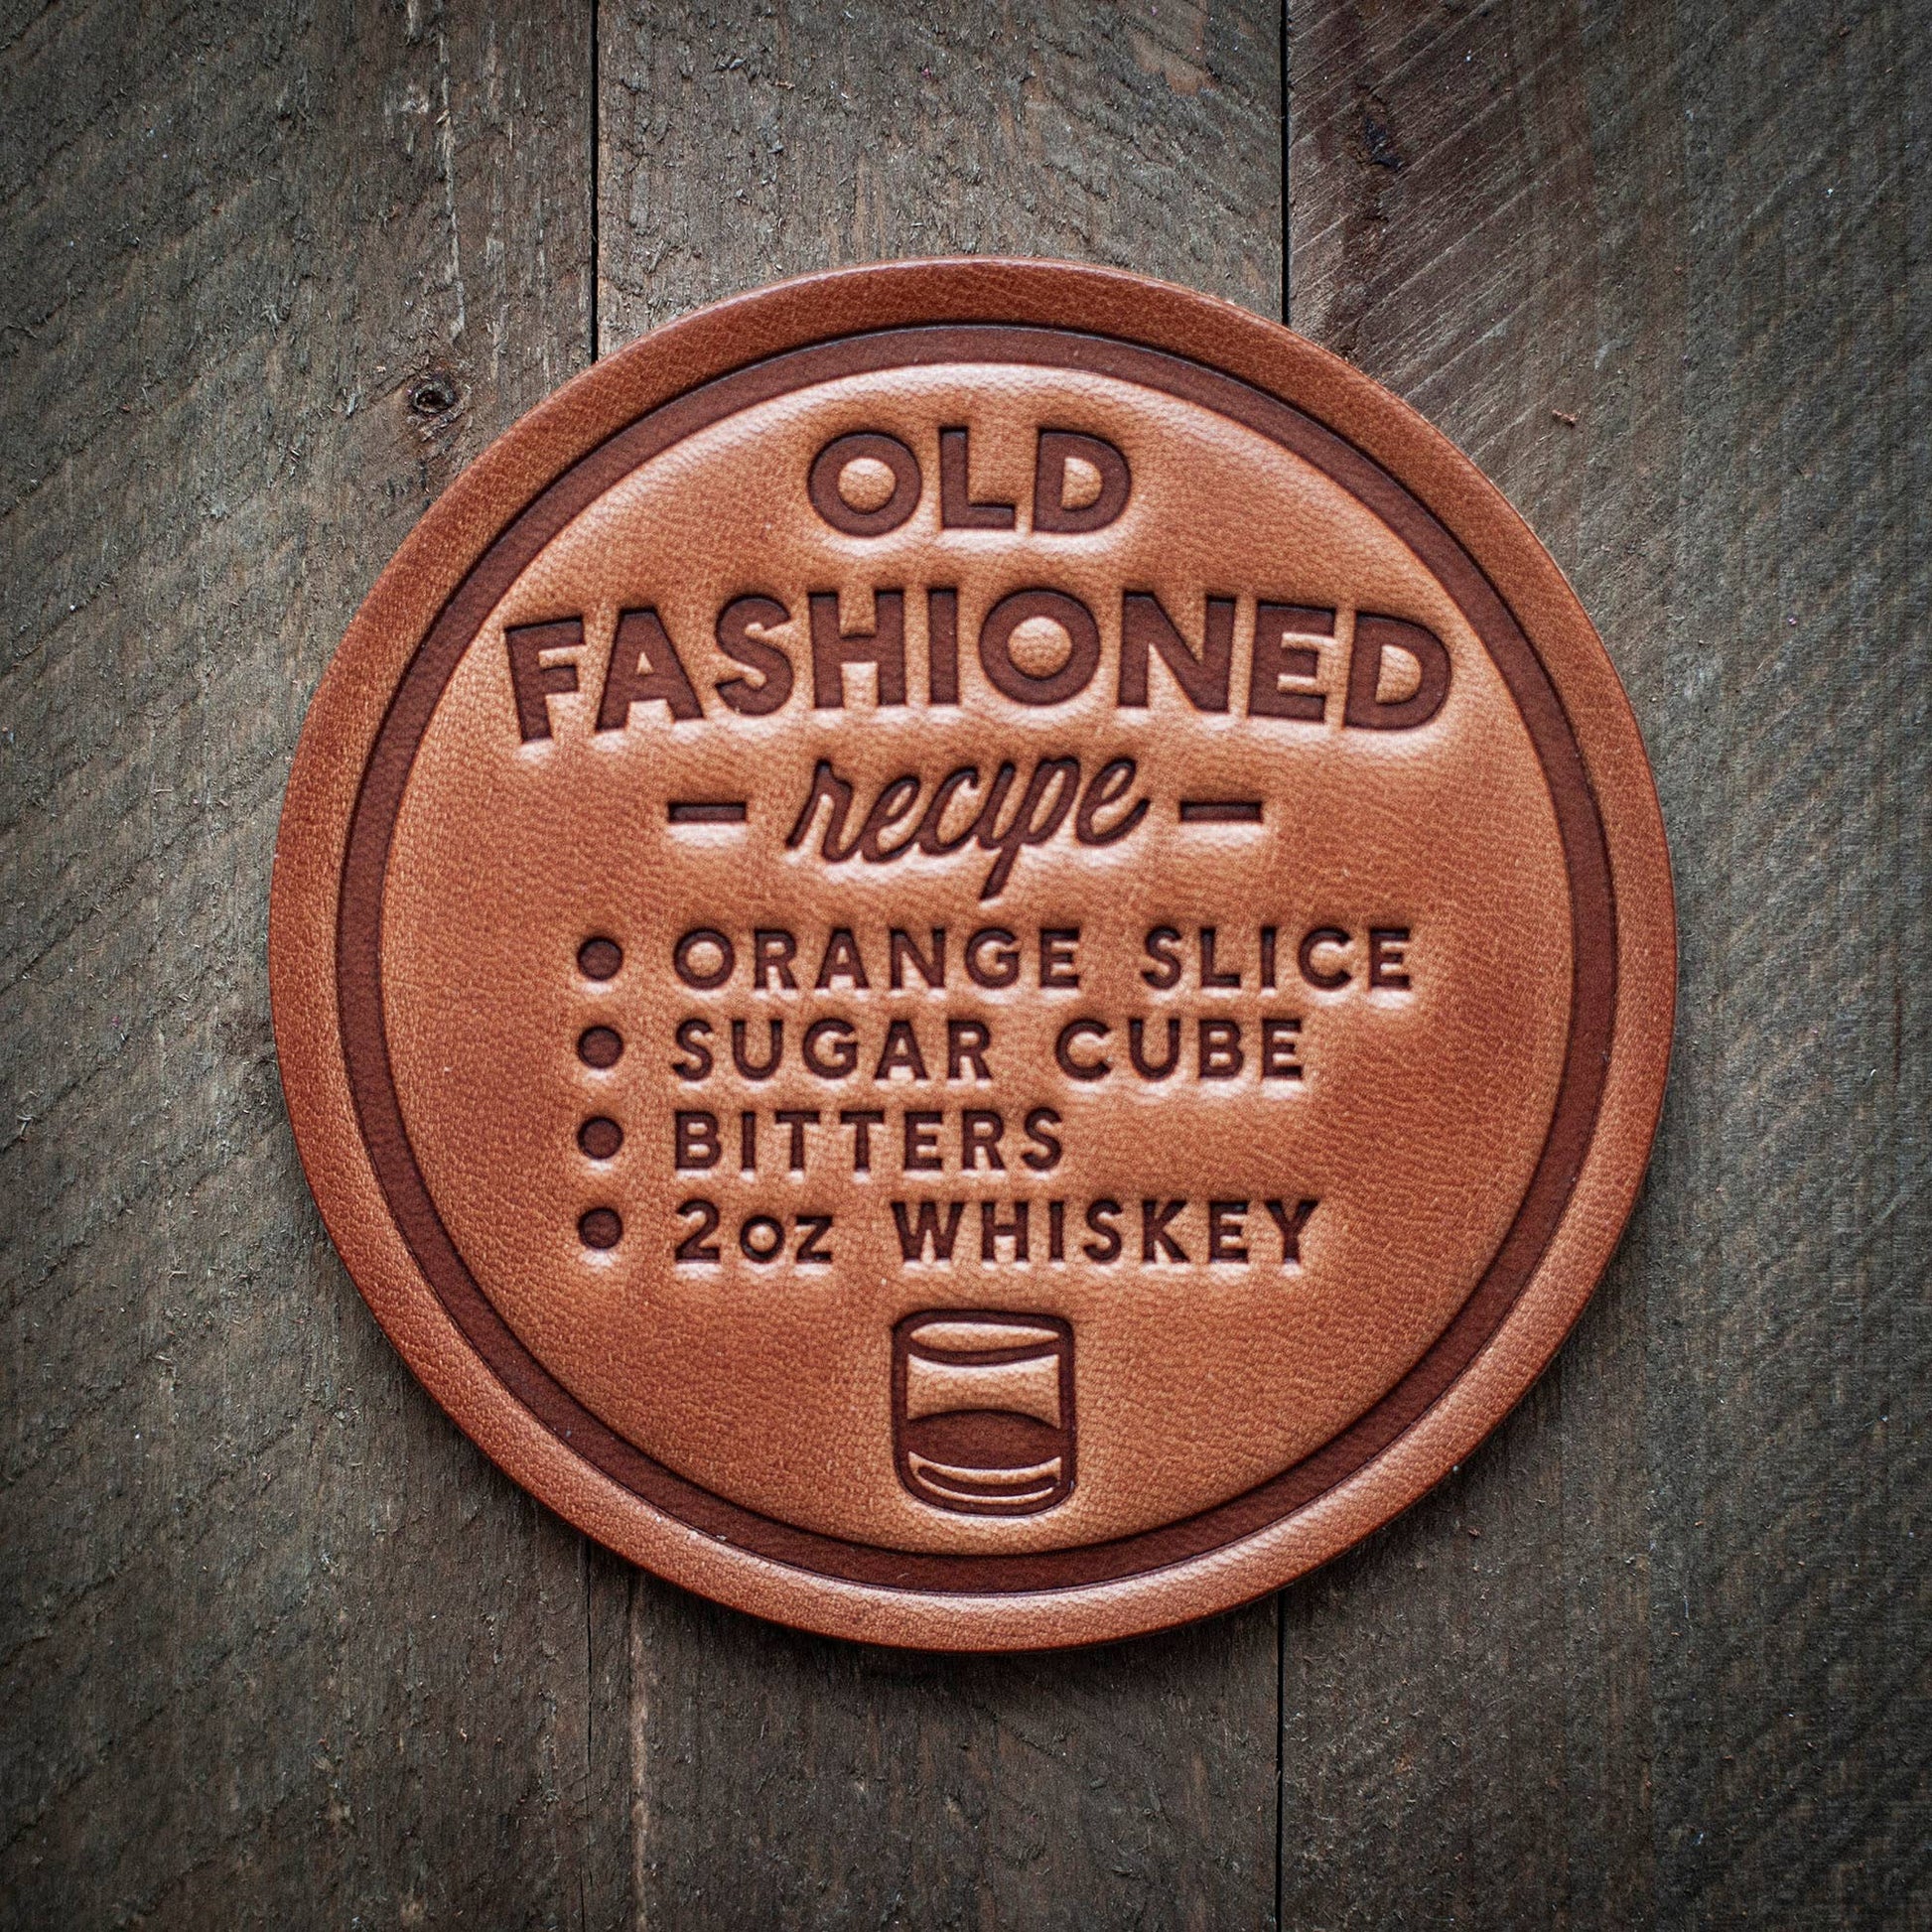 OLD
FASHIONED
- recipe -
• ORANGE SLICE
• SUGAR CUBE
• BITTERS
• 2oz WHISKEY